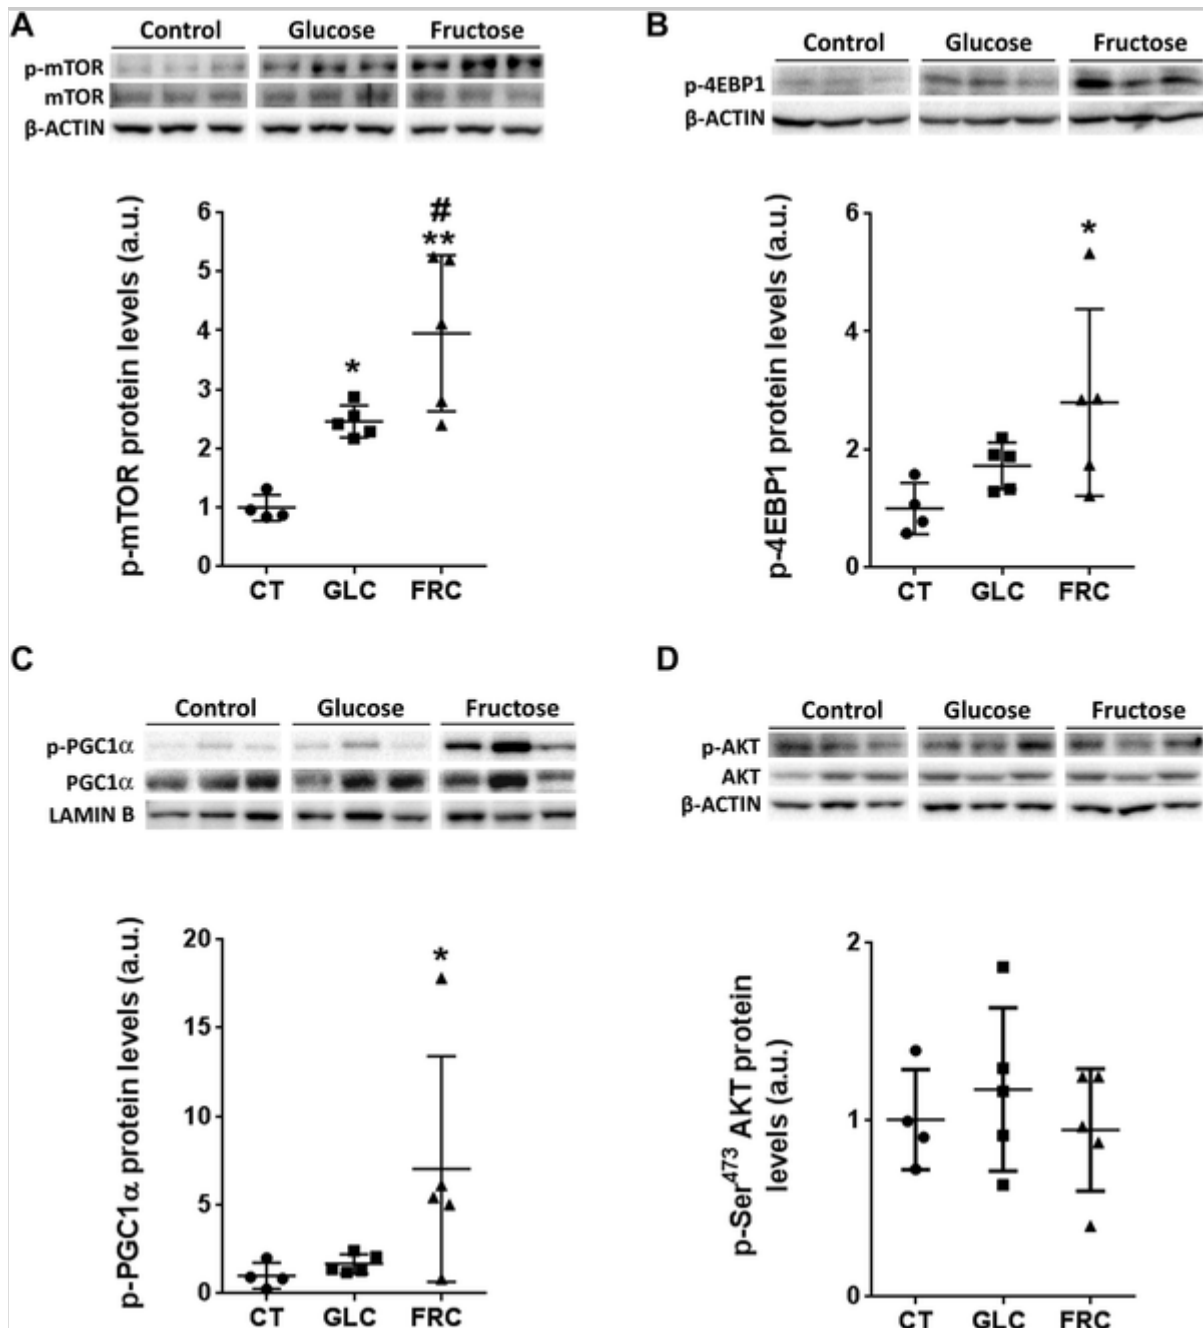 A
Control Glucose Fructose
p-mTOR
mTOR
β-ACTIN
p-mTOR protein levels (a.u.)
6
5
4
3
2
1
0
*
**
#
CT GLC FRC
B
Control Glucose Fructose
p-4EBP1
β-ACTIN
p-4EBP1 protein levels (a.u.)
6
4
2
0
*
CT GLC FRC
C
Control Glucose Fructose
p-PGC1α
PGC1α
LAMIN B
p-PGC1α protein levels (a.u.)
20
15
10
5
0
*
CT GLC FRC
D
Control Glucose Fructose
p-AKT
AKT
β-ACTIN
p-Ser473 AKT protein
levels (a.u.)
2
1
0
CT GLC FRC